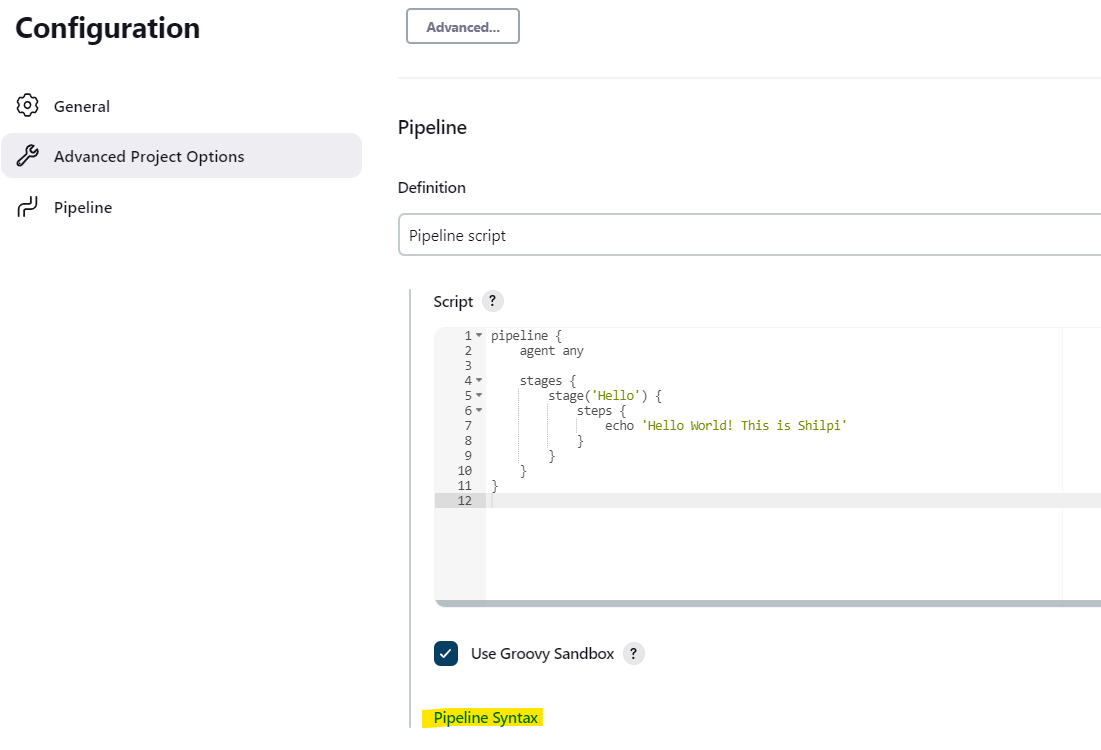 Configuration
General
Advanced Project Options
Pipeline
Advanced...
Pipeline
Definition
Pipeline script
Script ?
1 pipeline {
2     agent any
3
4     stages {
5         stage('Hello') {
6             steps {
7                 echo 'Hello World! This is Shilpi'
8             }
9         }
10     }
11 }
12
Use Groovy Sandbox ?
Pipeline Syntax